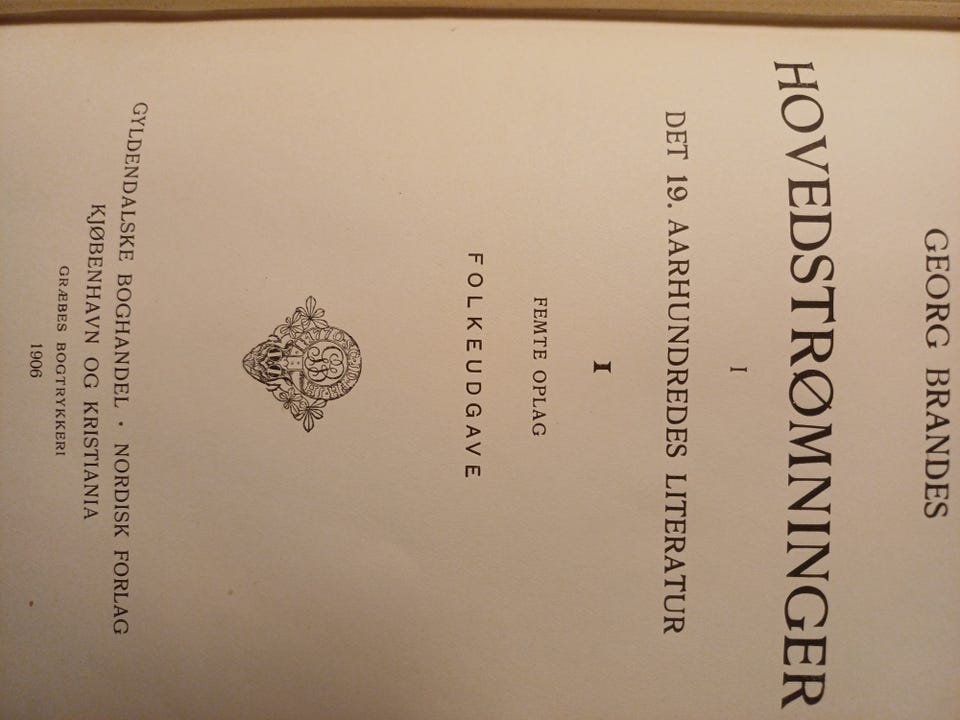 GEORG BRANDES
HOVEDSTRØMNINGER
I
DET 19. AARHUNDREDES LITERATUR
I
FEMTE OPLAG
FOLKEUDGAVE
GYLDENDALSKE BOGHANDEL · NORDISK FORLAG
KJØBENHAVN OG KRISTIANIA
GRÆBES BOGTRYKKERI
1906